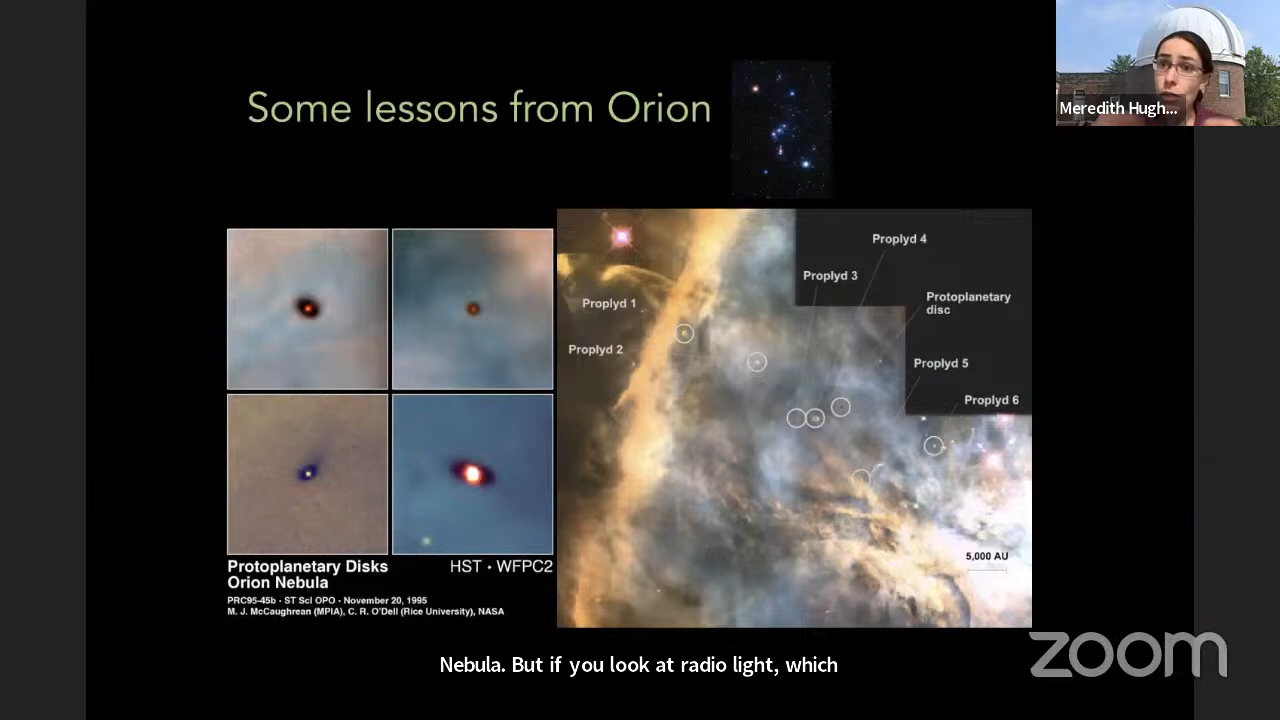 Meredith Hugh...
Some lessons from Orion
Proplyd 4
Proplyd 3
Protoplanetary
disc
Proplyd 1
Proplyd 2
Proplyd 5
Proplyd 6
5,000 AU
Protoplanetary Disks
Orion Nebula
HST • WFPC2
PRC95-45b • ST ScI OPO • November 20, 1995
M. J. McCaughrean (MPIA), C. R. O'Dell (Rice University), NASA
Nebula. But if you look at radio light, which
zoom